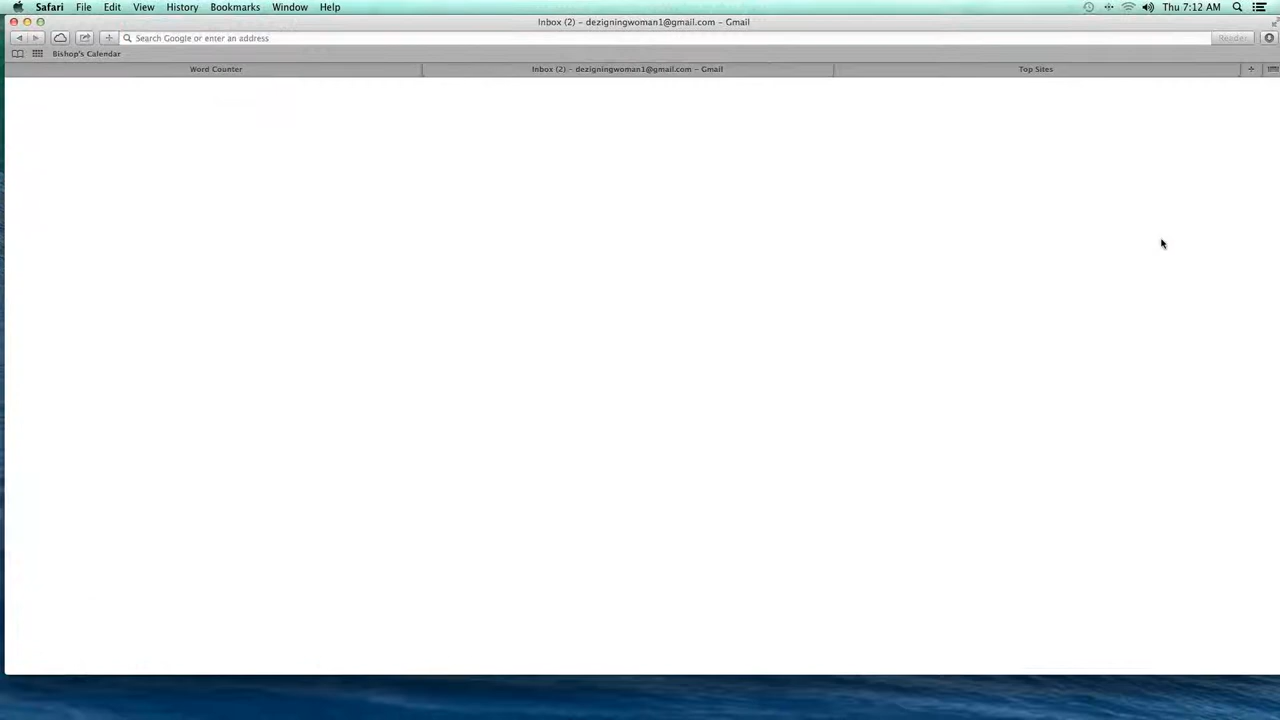 Safari File Edit View History Bookmarks Window Help Thu 7:12 AM
Inbox (2) – dezigningwoman1@gmail.com – Gmail
Search Google or enter an address Reader
Bishop's Calendar
Word Counter Inbox (2) – dezigningwoman1@gmail.com – Gmail Top Sites